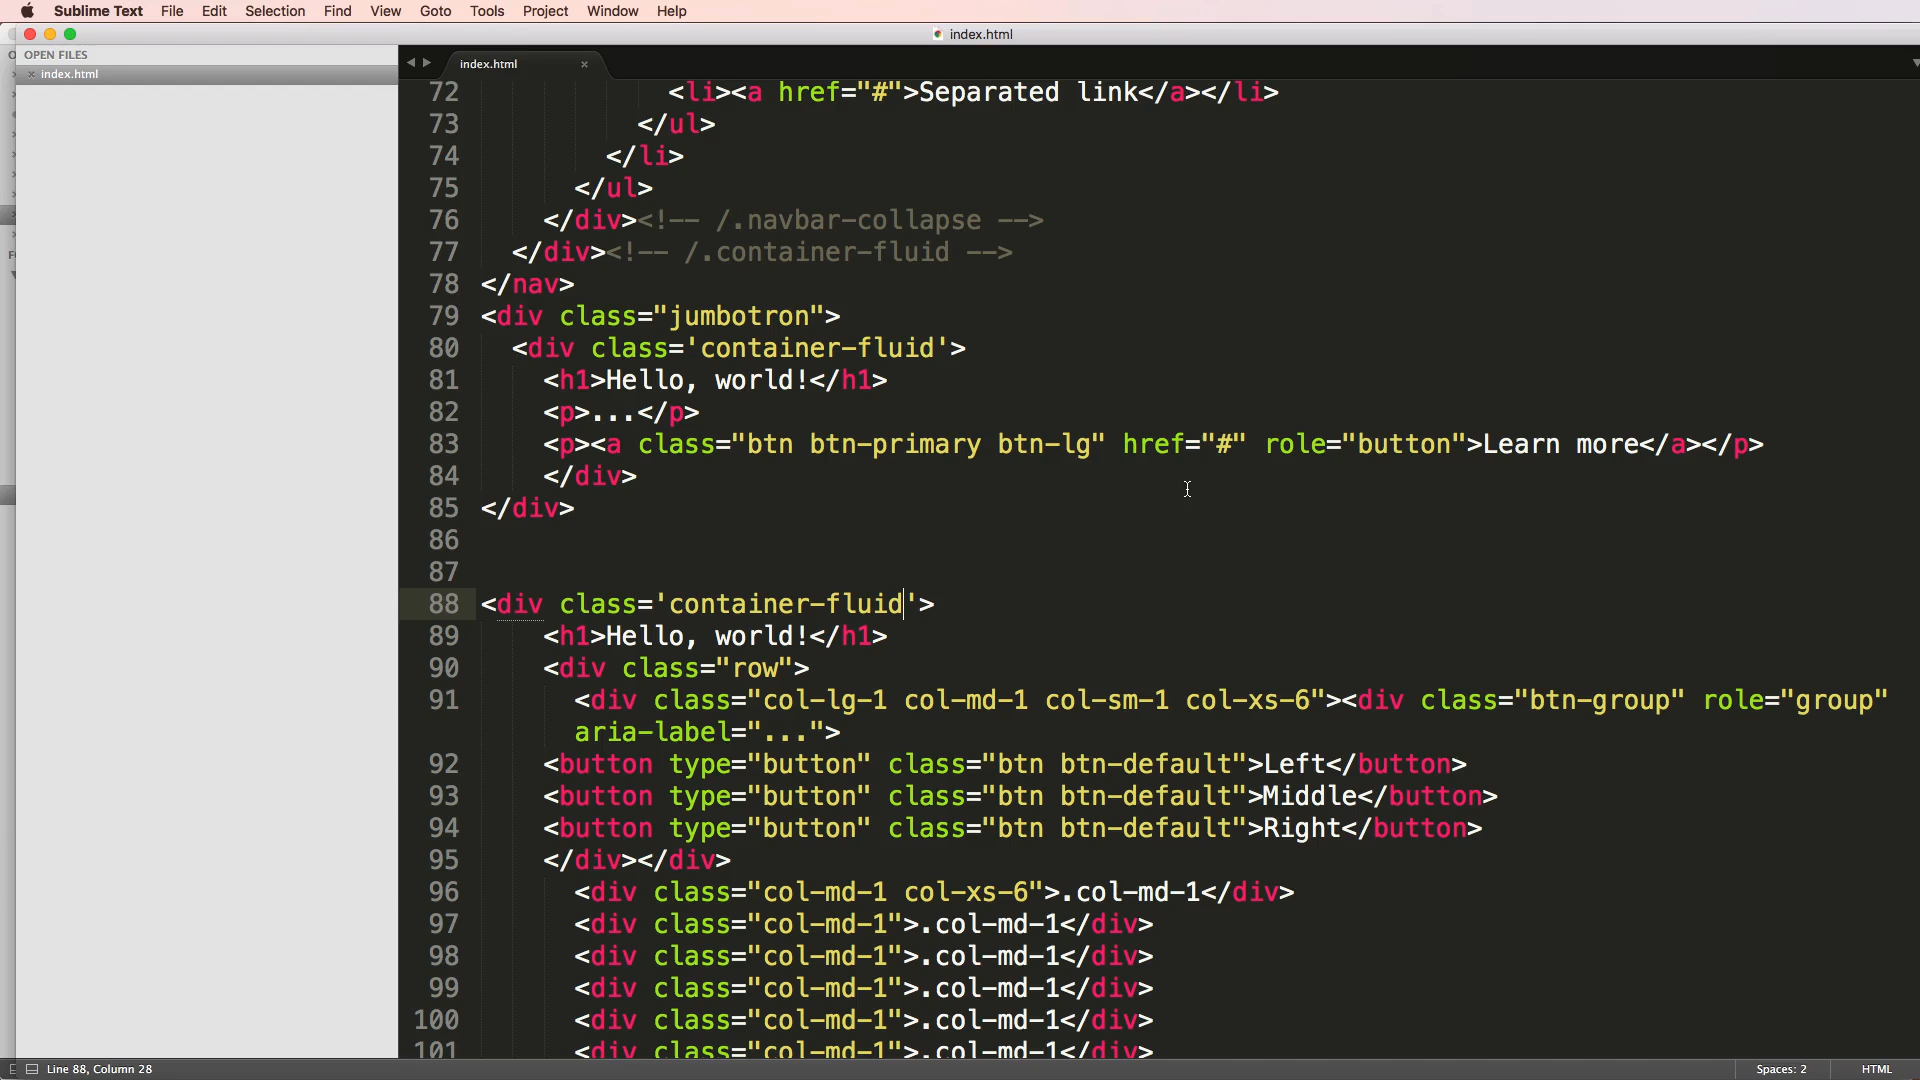 Sublime Text File Edit Selection Find View Goto Tools Project Window Help
index.html
OPEN FILES
index.html
index.html
72 <li><a href="#">Separated link</a></li>
73 </ul>
74 </li>
75 </ul>
76 </div><!-- /.navbar-collapse -->
77 </div><!-- /.container-fluid -->
78 </nav>
79 <div class="jumbotron">
80 <div class='container-fluid'>
81 <h1>Hello, world!</h1>
82 <p>...</p>
83 <p><a class="btn btn-primary btn-lg" href="#" role="button">Learn more</a></p>
84 </div>
85 </div>
86
87
88 <div class='container-fluid'>
89 <h1>Hello, world!</h1>
90 <div class="row">
91 <div class="col-lg-1 col-md-1 col-sm-1 col-xs-6"><div class="btn-group" role="group"
aria-label="...">
92 <button type="button" class="btn btn-default">Left</button>
93 <button type="button" class="btn btn-default">Middle</button>
94 <button type="button" class="btn btn-default">Right</button>
95 </div></div>
96 <div class="col-md-1 col-xs-6">.col-md-1</div>
97 <div class="col-md-1">.col-md-1</div>
98 <div class="col-md-1">.col-md-1</div>
99 <div class="col-md-1">.col-md-1</div>
100 <div class="col-md-1">.col-md-1</div>
101 <div class="col-md-1">.col-md-1</div>
Line 88, Column 28 Spaces: 2 HTML